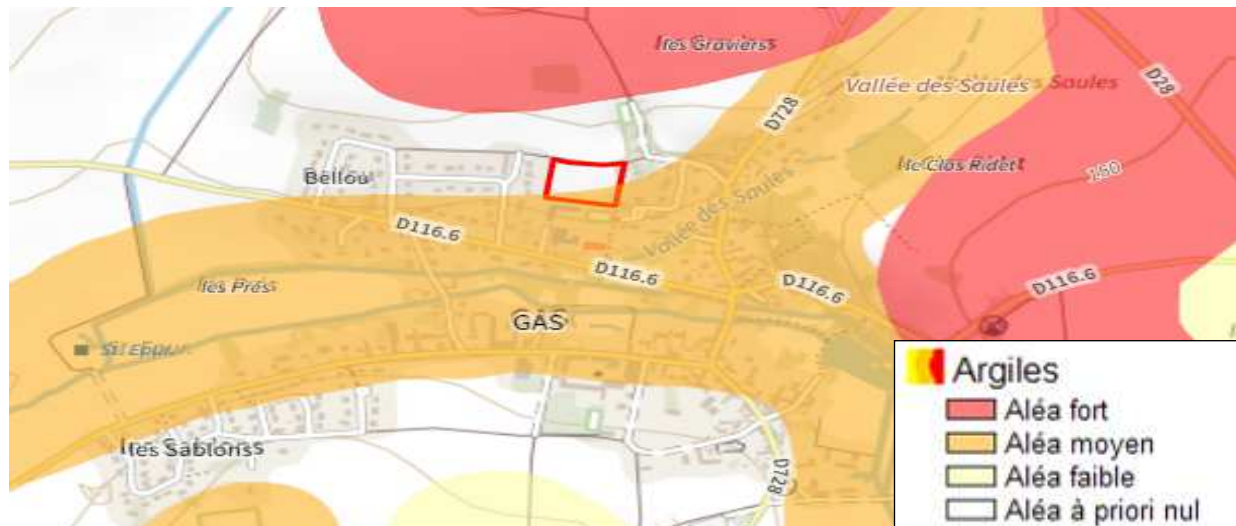 les Graviers
Vallée des Saules
Saules
D728
D28
le Clos Ridet
150
Bellou
D116.6
Vallée des Saules
D116.6
D116.6
D116.6
les Prés
GAS
les Sablons
D728
Argiles
Aléa fort
Aléa moyen
Aléa faible
Aléa à priori nul